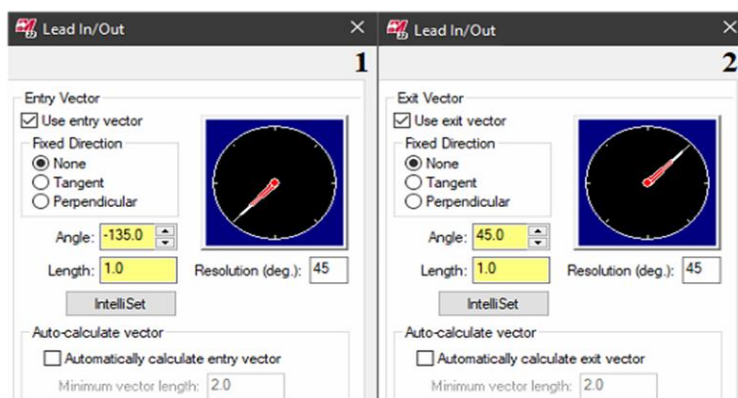 Lead In/Out
1
Entry Vector
Use entry vector
Fixed Direction
None
Tangent
Perpendicular
Angle: -135.0
Length: 1.0
Resolution (deg.): 45
IntelliSet
Auto-calculate vector
Automatically calculate entry vector
Minimum vector length: 2.0
Lead In/Out
2
Exit Vector
Use exit vector
Fixed Direction
None
Tangent
Perpendicular
Angle: 45.0
Length: 1.0
Resolution (deg.): 45
IntelliSet
Auto-calculate vector
Automatically calculate exit vector
Minimum vector length: 2.0